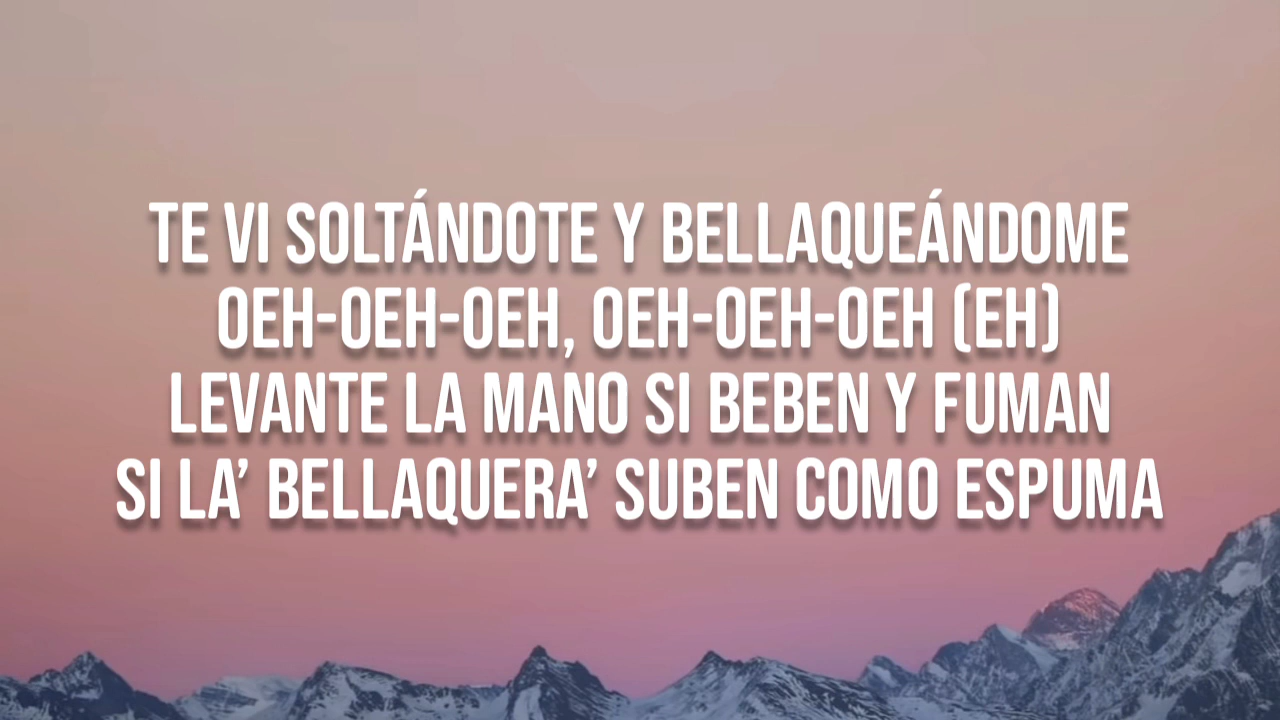 TE VI SOLTÁNDOTE Y BELLAQUEÁNDOME
OEH-OEH-OEH, OEH-OEH-OEH (EH)
LEVANTE LA MANO SI BEBEN Y FUMAN
SI LA' BELLAQUERA' SUBEN COMO ESPUMA